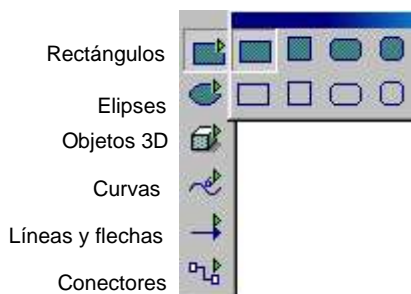 Rectángulos
Elipses
Objetos 3D
Curvas
Líneas y flechas
Conectores